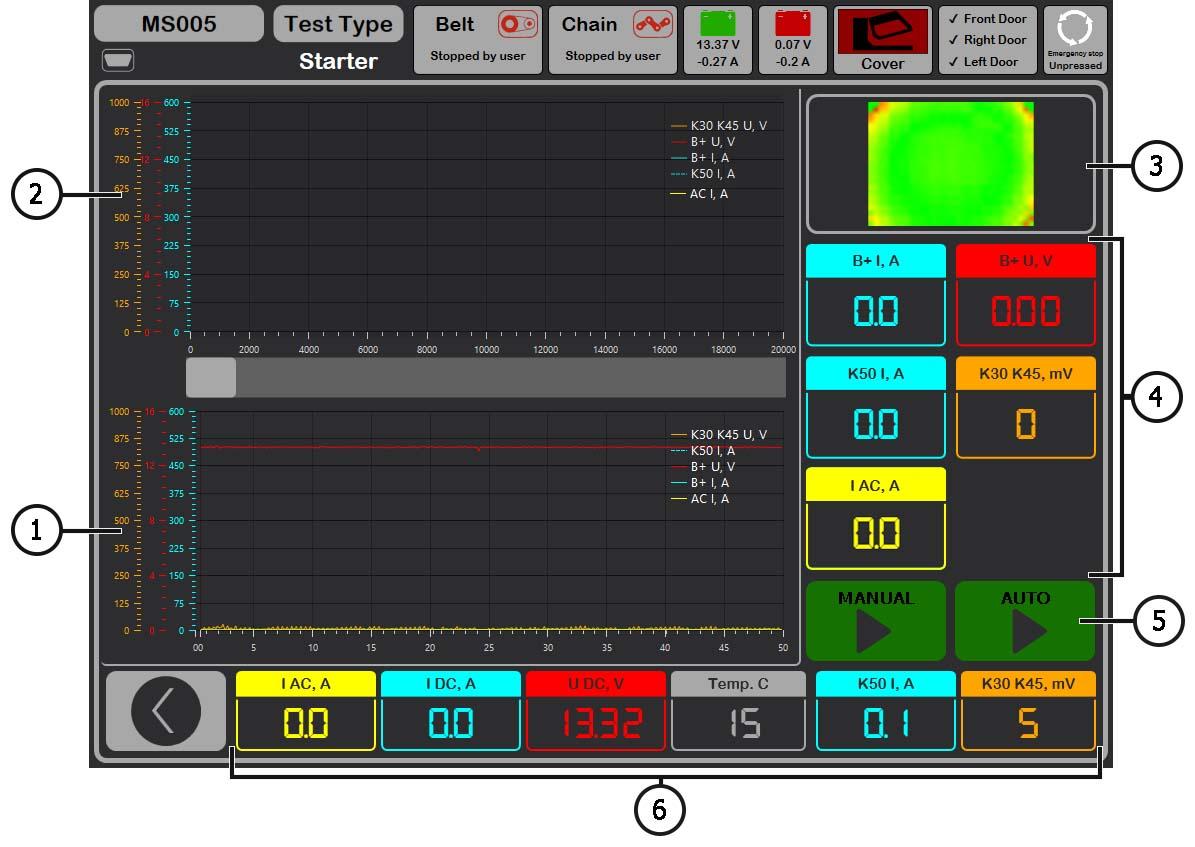 MS005 Test Type Belt Chain ✓ Front Door
Starter Stopped by user Stopped by user 13.37 V 0.07 V ✓ Right Door Emergency stop
-0.27 A -0.2 A Cover ✓ Left Door Unpressed
1000 16 600
875 525
750 12 450
625 375
500 8 300
375 225
250 4 150
125 75
0 0 0
0 2000 4000 6000 8000 10000 12000 14000 16000 18000 20000
K30 K45 U, V
B+ U, V
B+ I, A
K50 I, A
AC I, A
2
3
B+ I, A B+ U, V
0.0 0.00
K50 I, A K30 K45, mV
0.0 0
I AC, A
0.0
4
1000 16 600
875 525
750 12 450
625 375
500 8 300
375 225
250 4 150
125 75
0 0 0
00 5 10 15 20 25 30 35 40 45 50
K30 K45 U, V
K50 I, A
B+ U, V
B+ I, A
AC I, A
1
MANUAL AUTO
5
I AC, A I DC, A U DC, V Temp. C K50 I, A K30 K45, mV
0.0 0.0 13.32 15 0.1 5
6